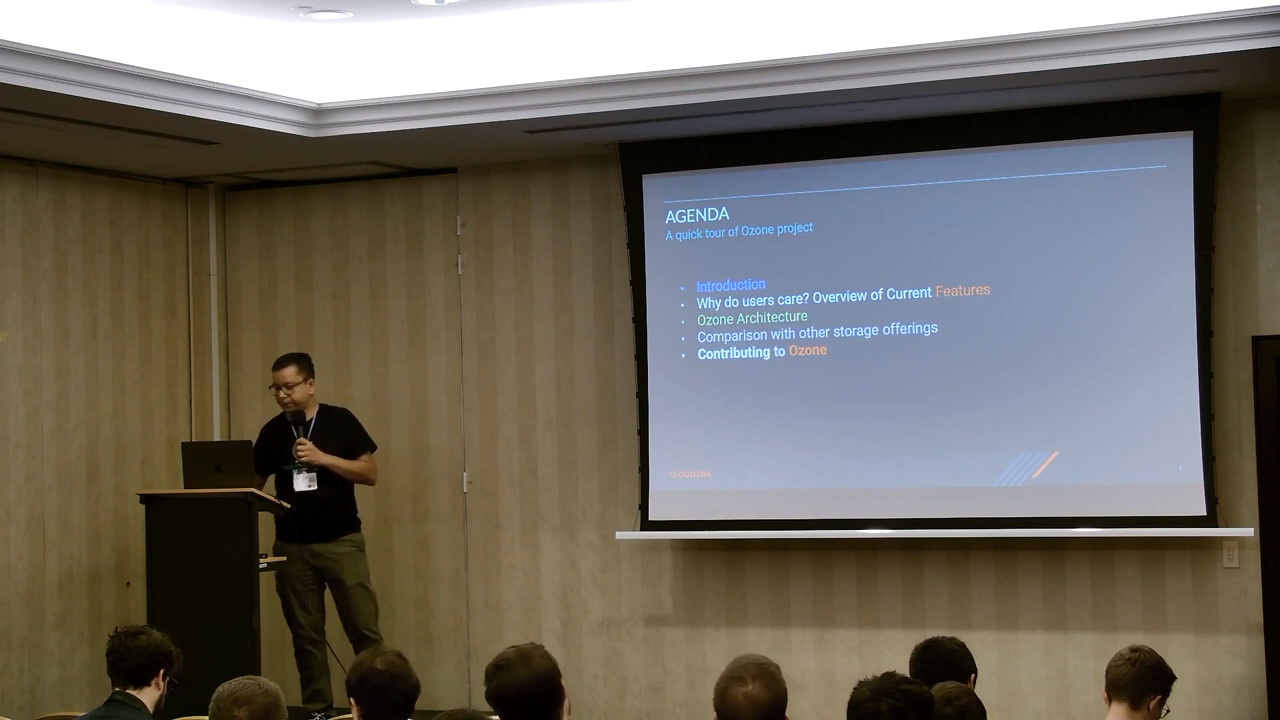 AGENDA
A quick tour of Ozone project
Introduction
Why do users care? Overview of Current Features
Ozone Architecture
Comparison with other storage offerings
Contributing to Ozone
CLOUDERA
2